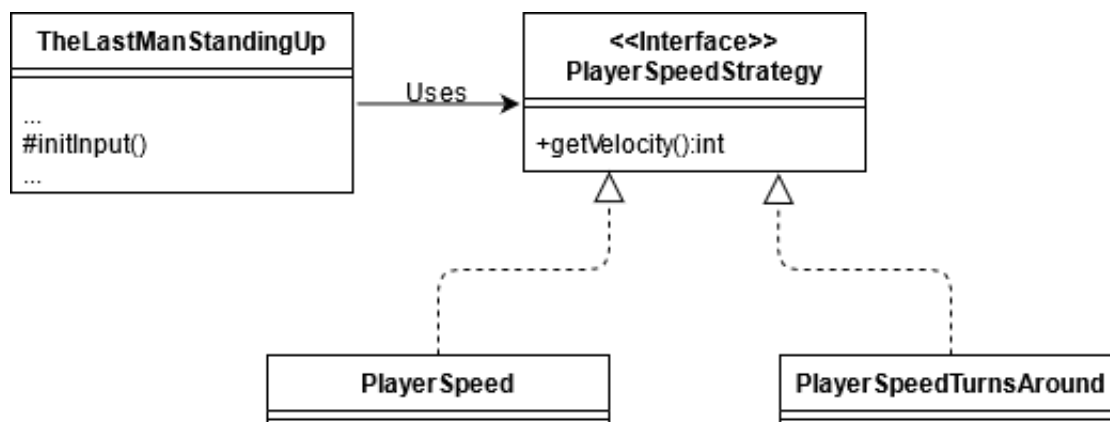 TheLastManStandingUp
...
#initInput()
...
Uses
<<Interface>>
PlayerSpeedStrategy
+getVelocity():int
PlayerSpeed
PlayerSpeedTurnsAround